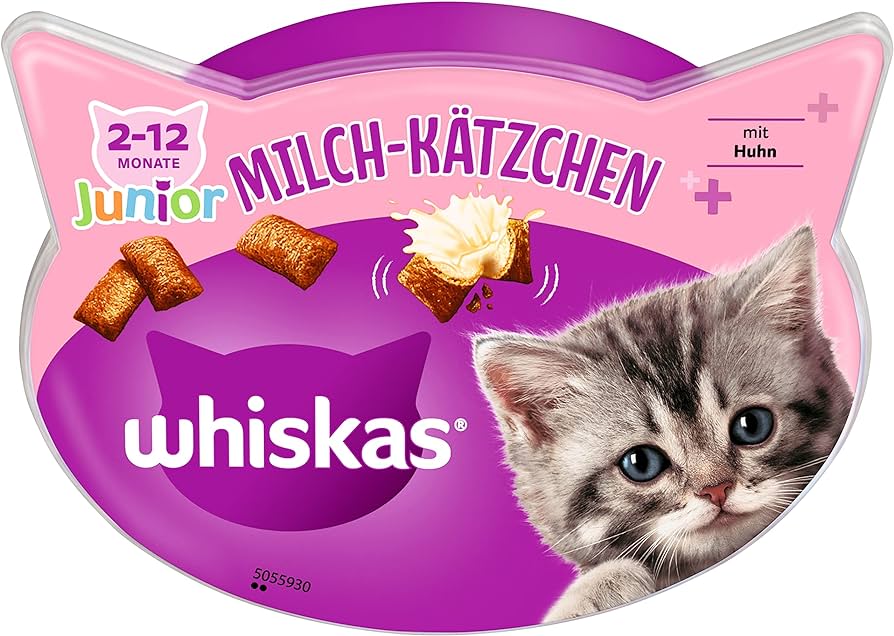 2-12
MONATE
Junior
MILCH-KÄTZCHEN
mit
Huhn
whiskas®
5055930